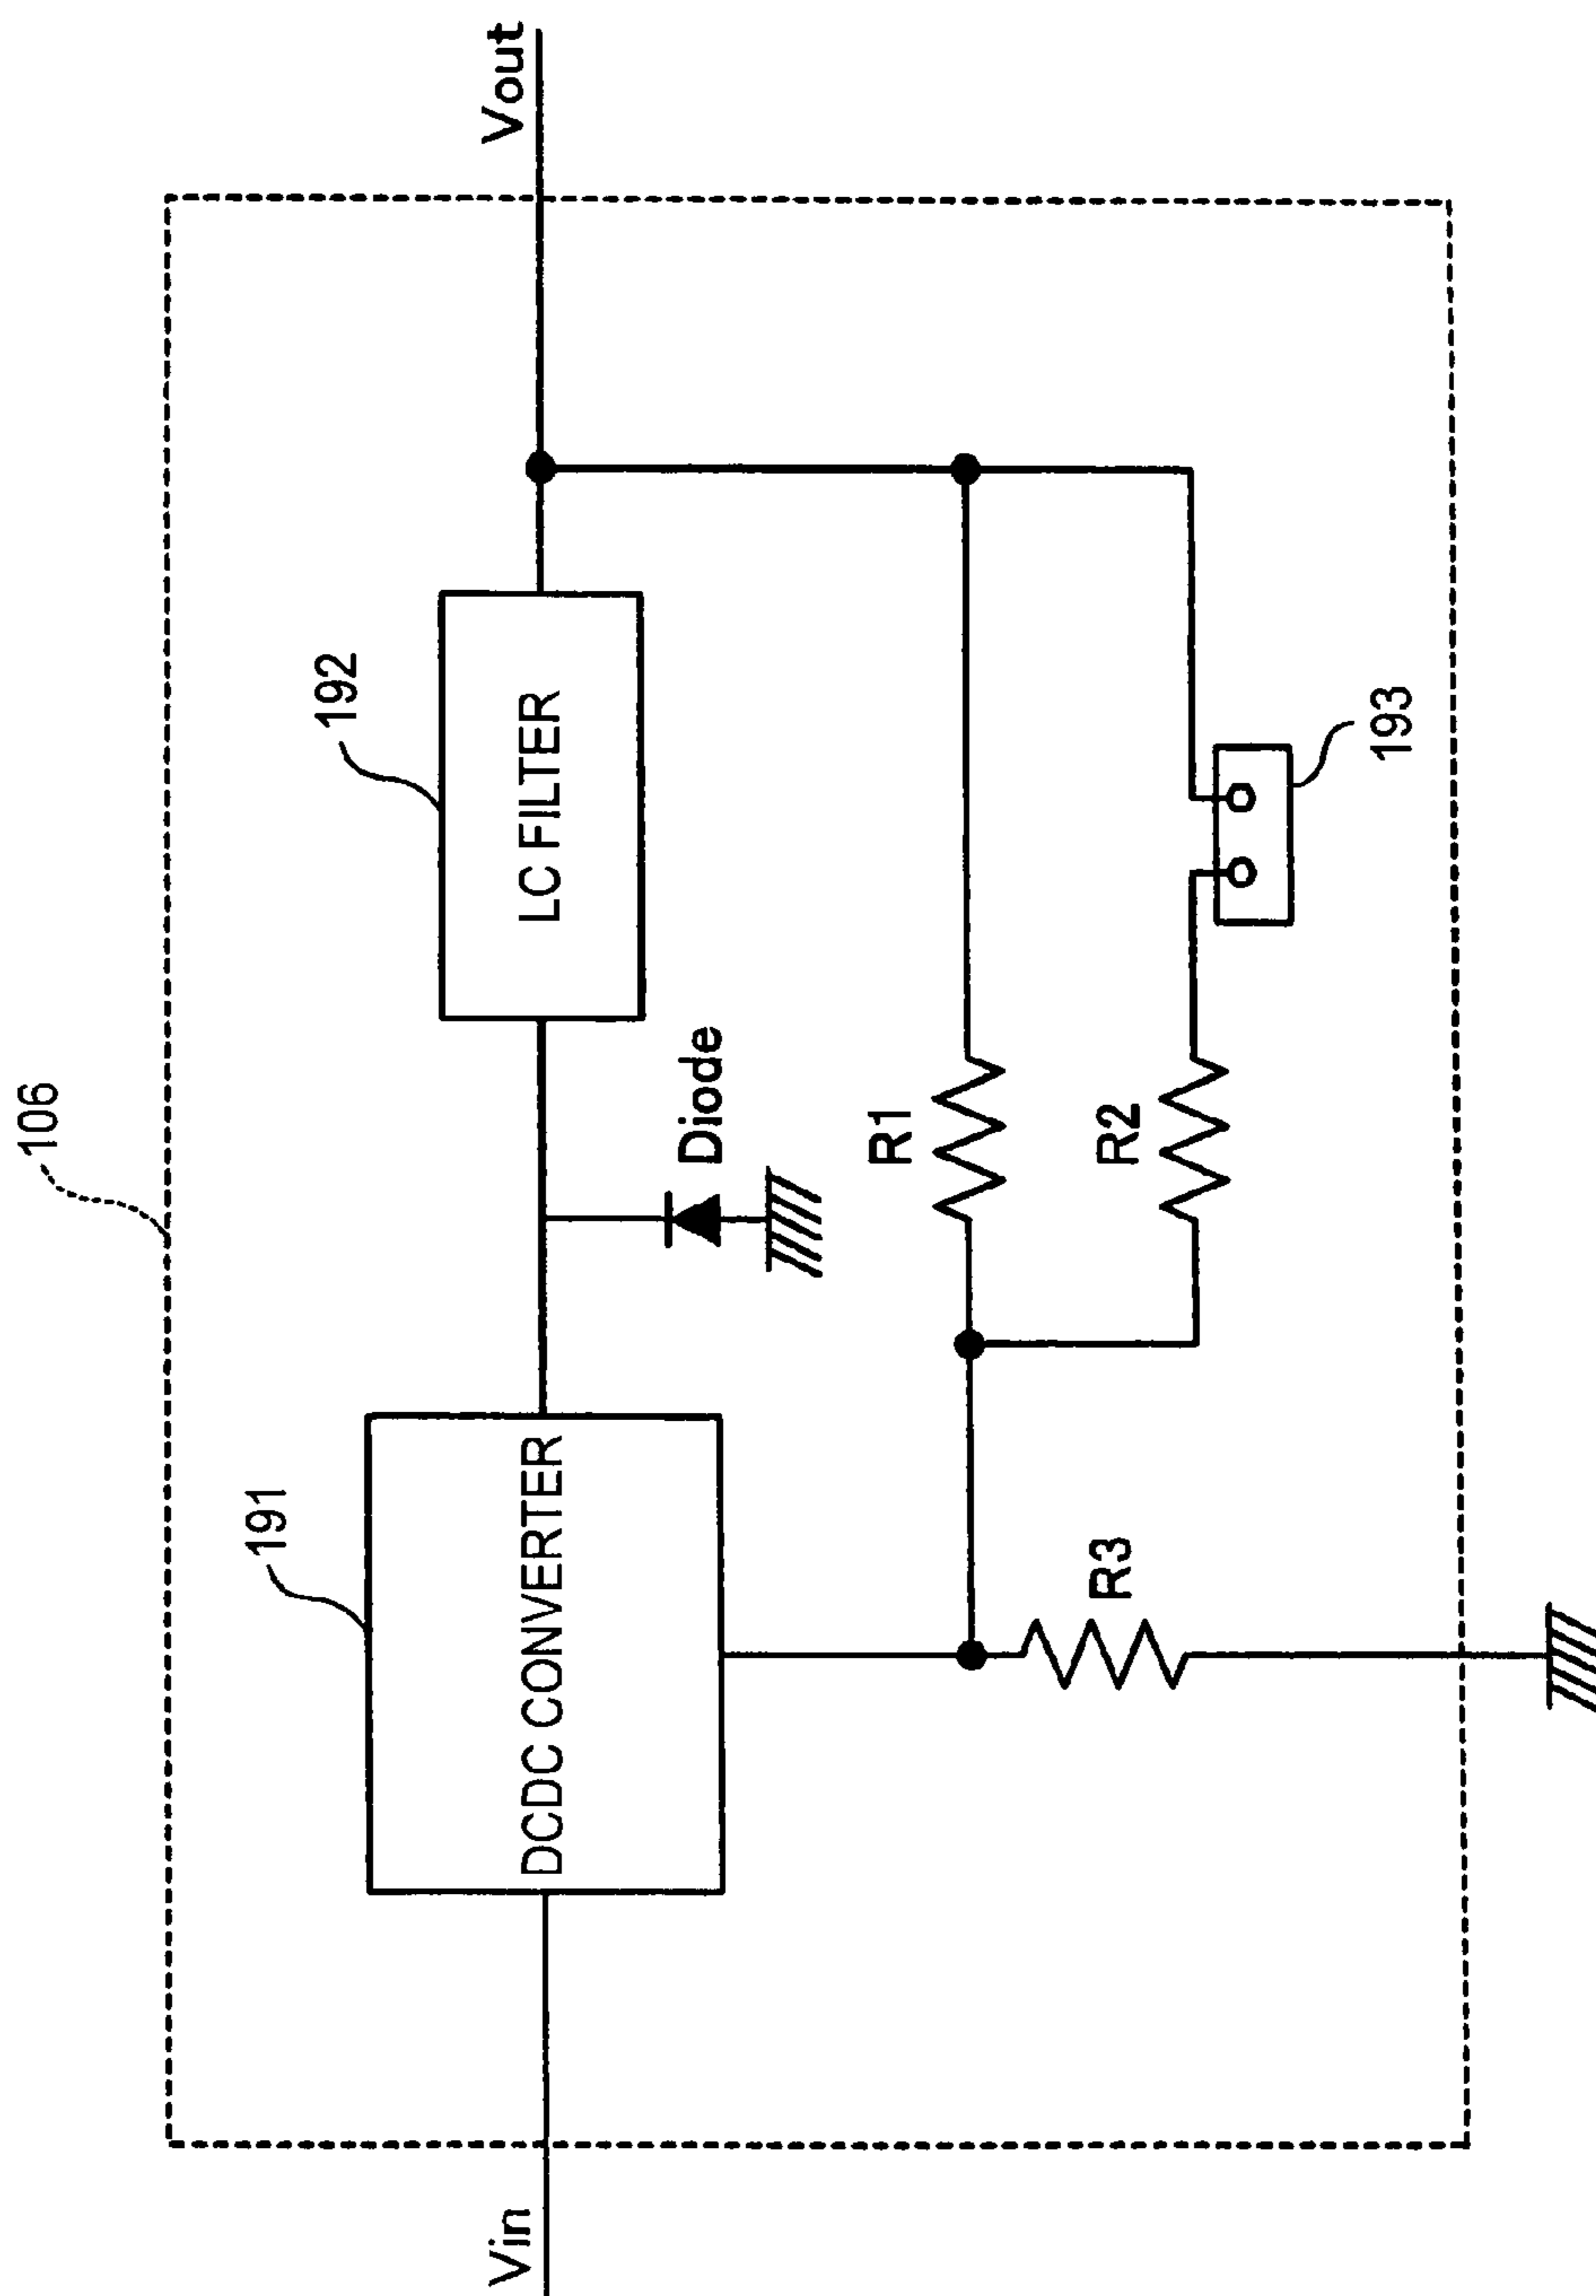 106
191
192
DCDC CONVERTER
LC FILTER
Vin
Vout
Diode
R1
R3
R2
193